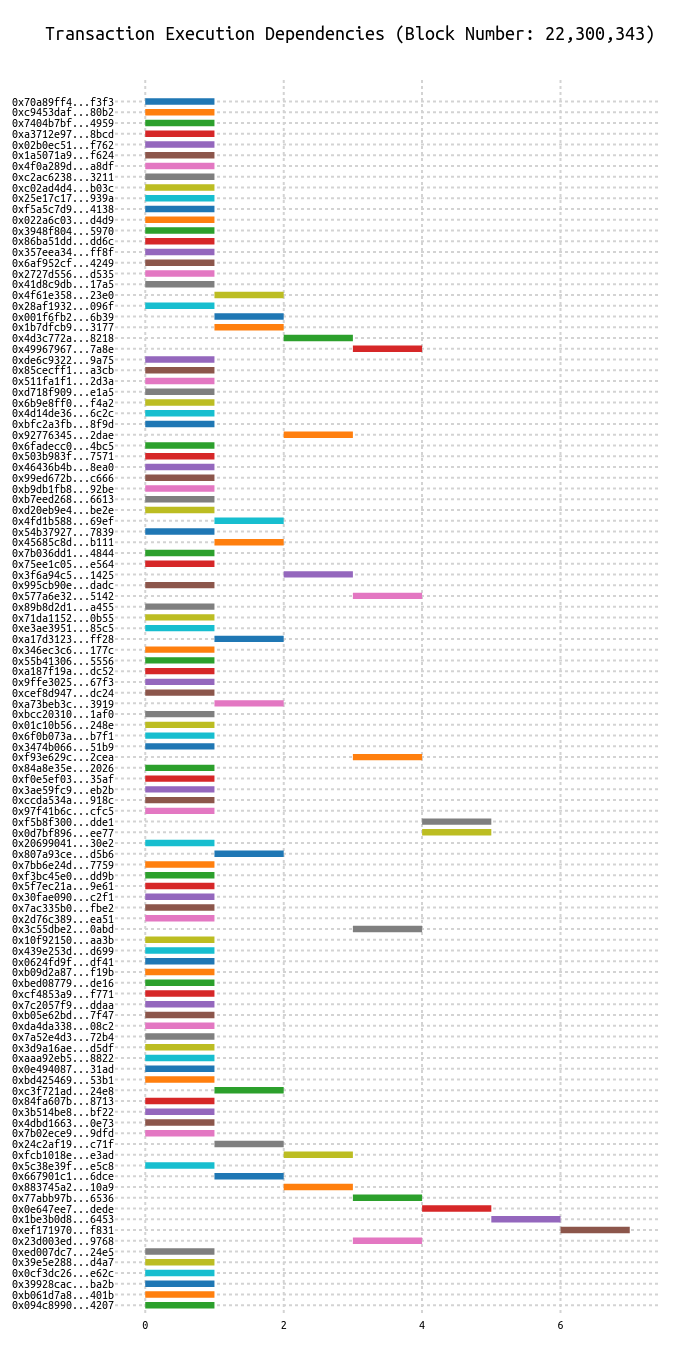 Transaction Execution Dependencies (Block Number: 22,300,343)
0x70a89ff4...f3f3
0xc9453daf...80b2
0x7404b7bf...4959
0xa3712e97...8bcd
0x02b0ec51...f762
0x1a5071a9...f624
0x4f0a289d...a8df
0xc2ac6238...3211
0xc02ad4d4...b03c
0x25e17c17...939a
0xf5a5c7d9...4138
0x022a6c03...d4d9
0x3948f804...5970
0x86ba51dd...dd6c
0x357eea34...ff8f
0x6af952cf...4249
0x2727d556...d535
0x41d8c9db...17a5
0x4f61e358...23e0
0x28af1932...096f
0x001f6fb2...6b39
0x1b7dfcb9...3177
0x4d3c772a...8218
0x49967967...7a8e
0xde6c9322...9a75
0x85cecff1...a3cb
0x511fa1f1...2d3a
0xd718f909...e1a5
0x6b9e8ff0...f4a2
0x4d14de36...6c2c
0xbfc2a3fb...8f9d
0x92776345...2dae
0x6fadecc0...4bc5
0x503b983f...7571
0x46436b4b...8ea0
0x99ed672b...c666
0xb9db1fb8...92be
0xb7eed268...6613
0xd20eb9e4...be2e
0x4fd1b588...69ef
0x54b37927...7839
0x45685c8d...b111
0x7b036dd1...4844
0x75ee1c05...e564
0x3f6a94c5...1425
0x995cb90e...dadc
0x577a6e32...5142
0x89b8d2d1...a455
0x71da1152...0b55
0xe3ae3951...85c5
0xa17d3123...ff28
0x346ec3c6...177c
0x55b41306...5556
0xa187f19a...dc52
0x9ffe3025...67f3
0xcef8d947...dc24
0xa73beb3c...3919
0xbcc20310...1af0
0x01c10b56...248e
0x6f0b073a...b7f1
0x3474b066...51b9
0xf93e629c...2cea
0x84a8e35e...2026
0xf0e5ef03...35af
0x3ae59fc9...eb2b
0xccda534a...918c
0x97f41b6c...cfc5
0xf5b8f300...dde1
0x0d7bf896...ee77
0x20699041...30e2
0x807a93ce...d5b6
0x7bb6e24d...7759
0xf3bc45e0...dd9b
0x5f7ec21a...9e61
0x30fae090...c2f1
0x7ac335b0...fbe2
0x2d76c389...ea51
0x3c55dbe2...0abd
0x10f92150...aa3b
0x439e253d...d699
0x0624fd9f...df41
0xb09d2a87...f19b
0xbed08779...de16
0xcf4853a9...f771
0x7c2057f9...ddaa
0xb05e62bd...7f47
0xda4da338...08c2
0x7a52e4d3...72b4
0x3d9a16ae...d5df
0xaaa92eb5...8822
0x0e494087...31ad
0xbd425469...53b1
0xc3f721ad...24e8
0x84fa607b...8713
0x3b514be8...bf22
0x4dbd1663...0e73
0x7b02ece9...9dfd
0x24c2af19...c71f
0xfcb1018e...e3ad
0x5c38e39f...e5c8
0x667901c1...6dce
0x883745a2...10a9
0x77abb97b...6536
0x0e647ee7...dede
0x1be3b0d8...6453
0xef171970...f831
0x23d003ed...9768
0xed007dc7...24e5
0x39e5e288...d4a7
0x0cf3dc26...e62c
0x39928cac...ba2b
0xb061d7a8...401b
0x094c8990...4207
0 2 4 6